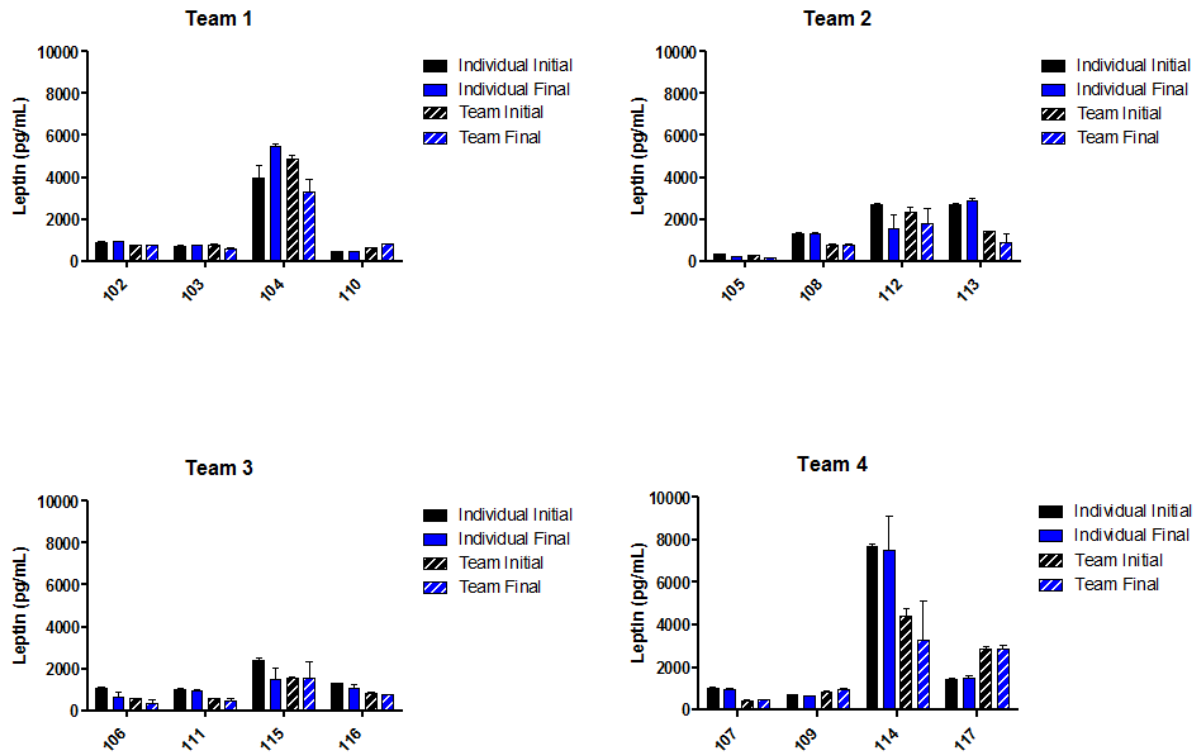 Team 1
10000
8000
6000
4000
2000
0
Leptin (pg/mL)
102 103 104 110
Individual Initial
Individual Final
Team Initial
Team Final
Team 2
10000
8000
6000
4000
2000
0
Leptin (pg/mL)
105 108 112 113
Individual Initial
Individual Final
Team Initial
Team Final
Team 3
10000
8000
6000
4000
2000
0
Leptin (pg/mL)
106 111 115 116
Individual Initial
Individual Final
Team Initial
Team Final
Team 4
10000
8000
6000
4000
2000
0
Leptin (pg/mL)
107 109 114 117
Individual Initial
Individual Final
Team Initial
Team Final